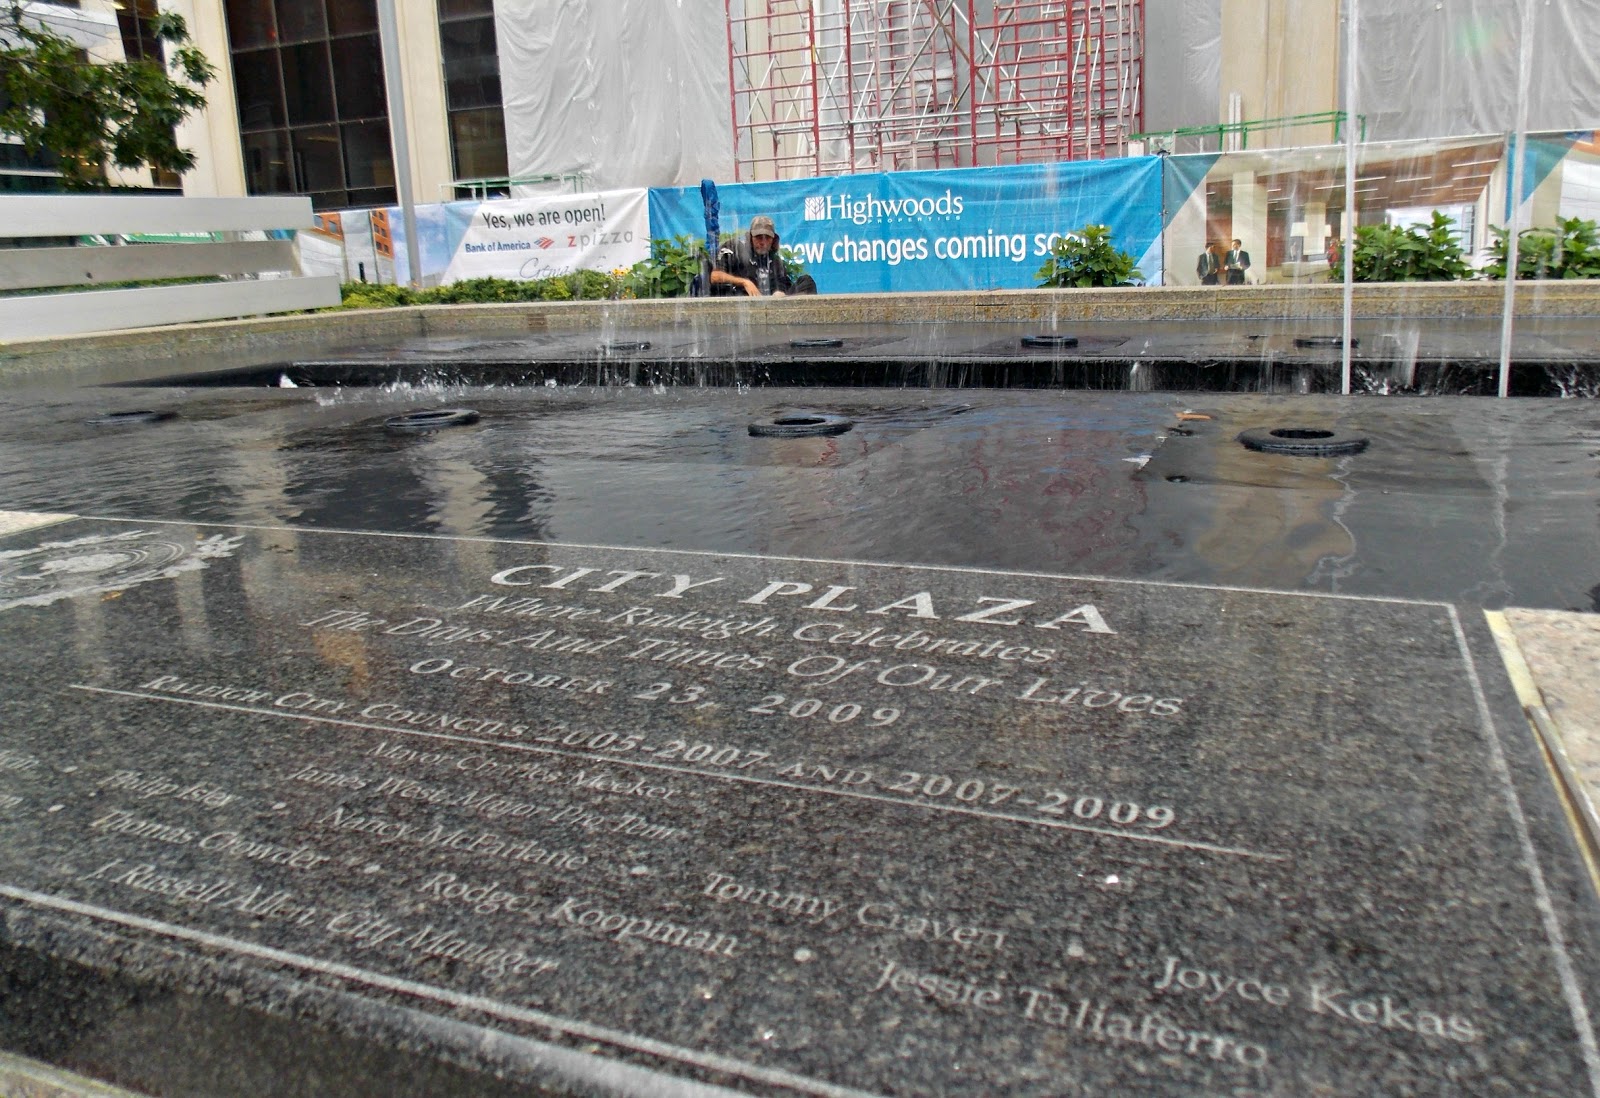 Yes, we are open!
Bank of America zpizza
Highwoods
PROPERTIES
new changes coming soon
CITY PLAZA
Where Raleigh Celebrates
The Days And Times Of Our Lives
OCTOBER 23, 2009
RALEIGH CITY COUNCILS 2005-2007 AND 2007-2009
Mayor Charles Meeker
James West, Mayor Pro Tem
Philip Isley • Nancy McFarlane • Tommy Craven • Joyce Kekas
Thomas Crowder • Rodger Koopman • Jessie Taliaferro
J. Russell Allen, City Manager